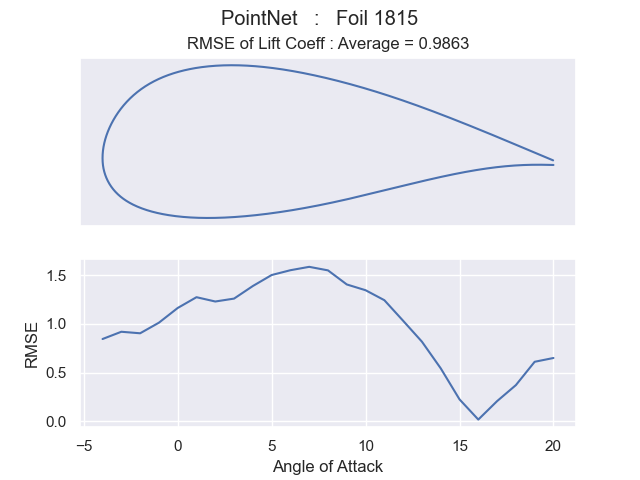 PointNet : Foil 1815
RMSE of Lift Coeff : Average = 0.9863
1.5
1.0
0.5
0.0
RMSE
−5 0 5 10 15 20
Angle of Attack